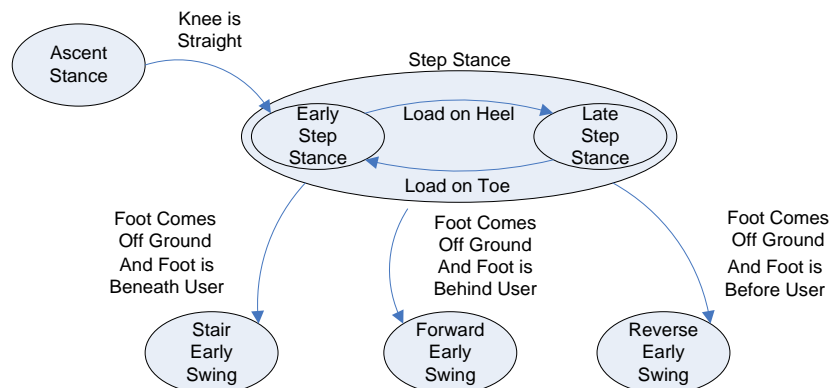 Knee is
Straight
Ascent
Stance
Step Stance
Early
Step
Stance
Load on Heel
Late
Step
Stance
Load on Toe
Foot Comes
Off Ground
And Foot is
Beneath User
Foot Comes
Off Ground
And Foot is
Behind User
Foot Comes
Off Ground
And Foot is
Before User
Stair
Early
Swing
Forward
Early
Swing
Reverse
Early
Swing